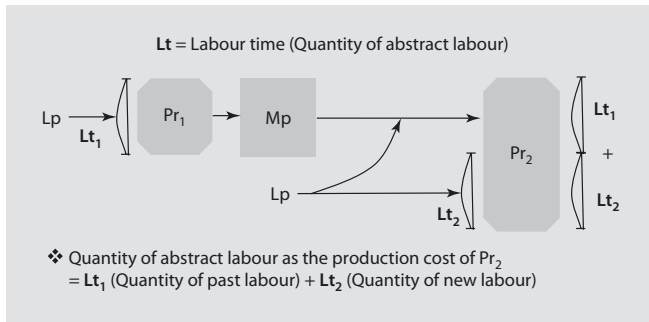 Lt = Labour time (Quantity of abstract labour)
Lp
Lt₁
Pr₁
Mp
Lp
Lt₂
Pr₂
Lt₁
+
Lt₂
❖ Quantity of abstract labour as the production cost of Pr₂
= Lt₁ (Quantity of past labour) + Lt₂ (Quantity of new labour)